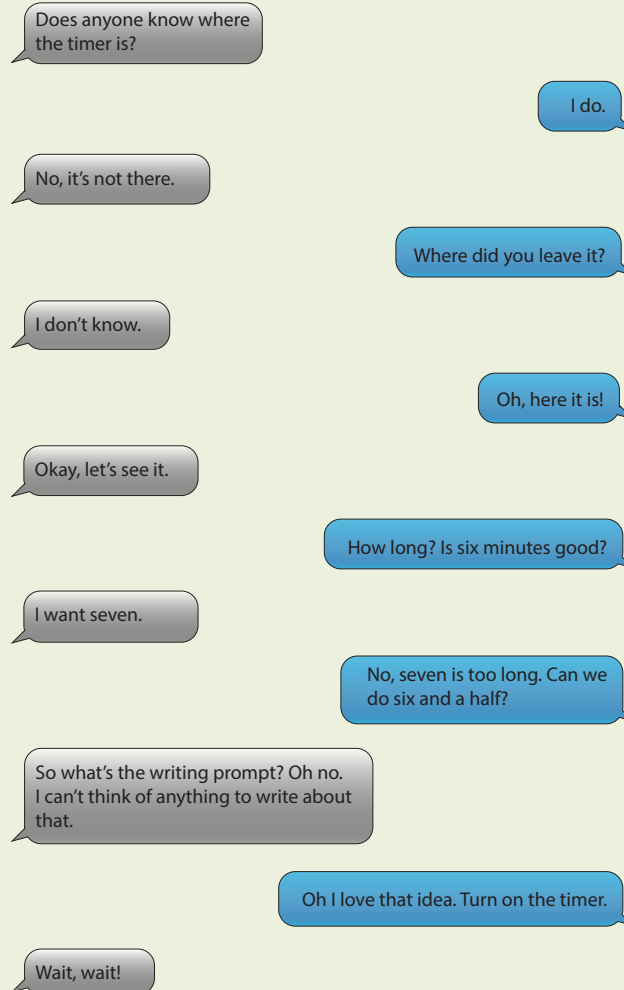 Does anyone know where
the timer is?
I do.
No, it’s not there.
Where did you leave it?
I don’t know.
Oh, here it is!
Okay, let’s see it.
How long? Is six minutes good?
I want seven.
No, seven is too long. Can we
do six and a half?
So what’s the writing prompt? Oh no.
I can’t think of anything to write about
that.
Oh I love that idea. Turn on the timer.
Wait, wait!